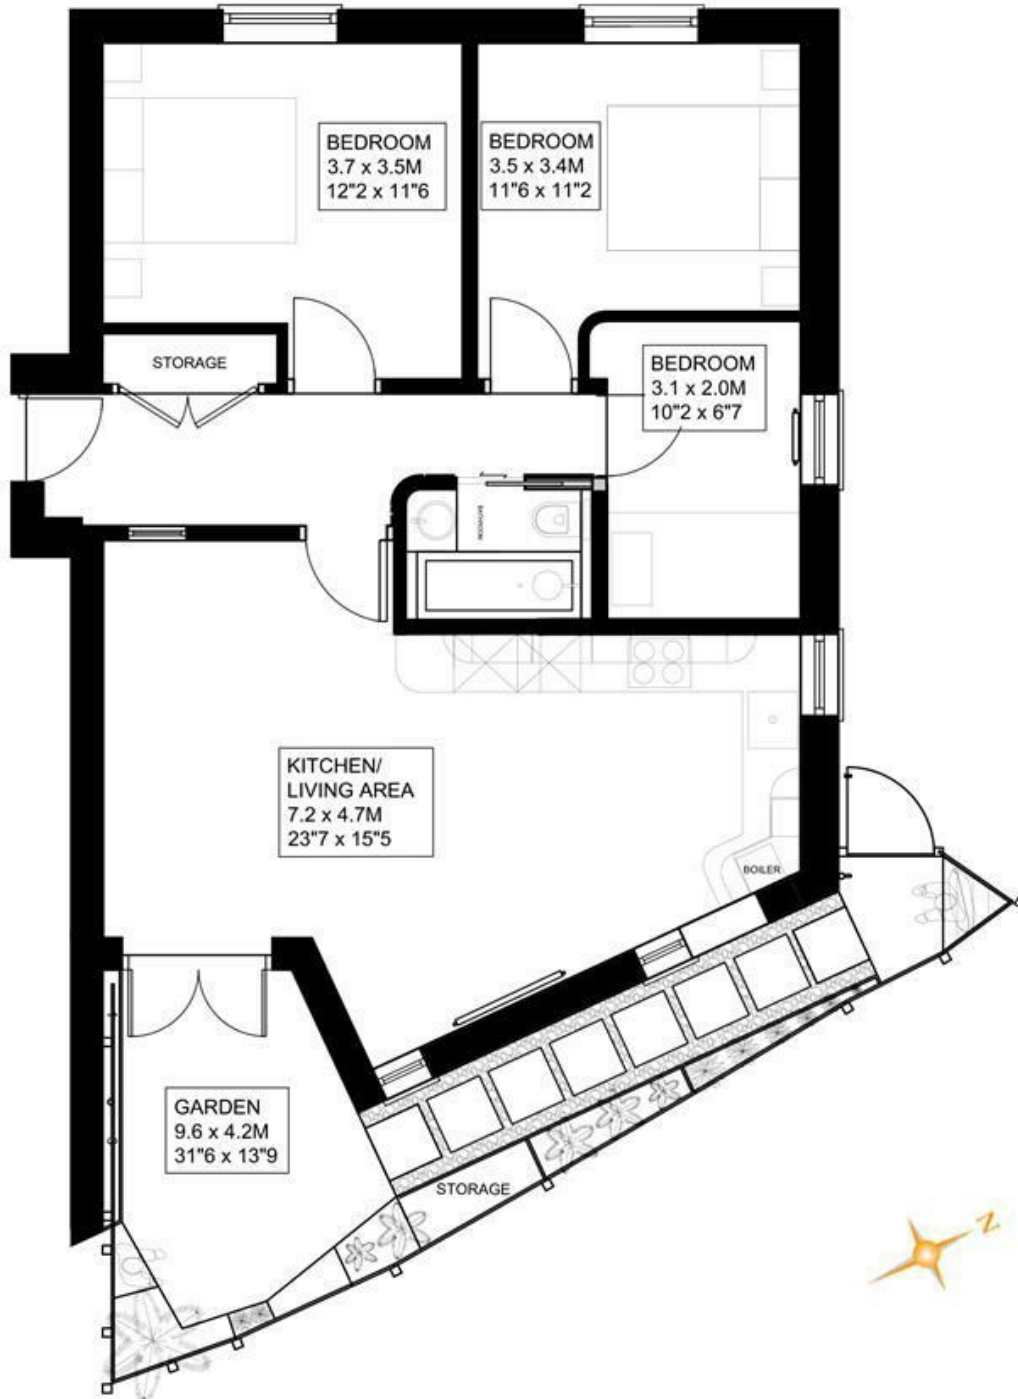 BEDROOM
3.7 x 3.5M
12"2 x 11"6
BEDROOM
3.5 x 3.4M
11"6 x 11"2
STORAGE
BEDROOM
3.1 x 2.0M
10"2 x 6"7
BATHROOM
KITCHEN/
LIVING AREA
7.2 x 4.7M
23"7 x 15"5
BOILER
GARDEN
9.6 x 4.2M
31"6 x 13"9
STORAGE
N